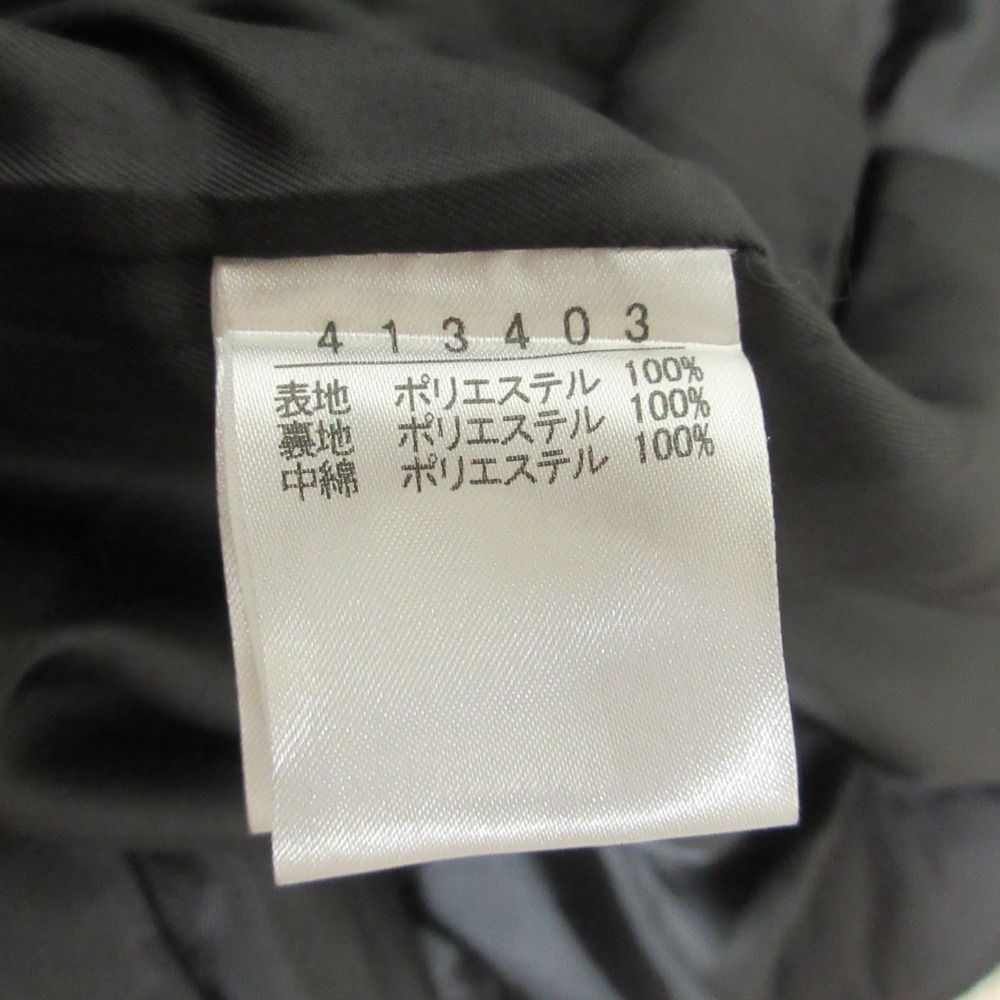 4 1 3 4 0 3
表地 ポリエステル 100%
裏地 ポリエステル 100%
中綿 ポリエステル 100%